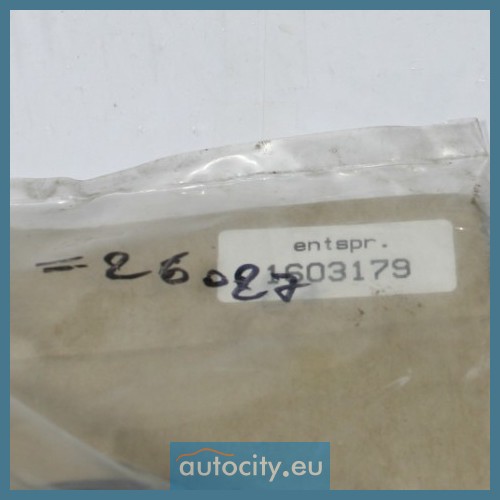 entspr.
1603179
= 26027
autocity.eu